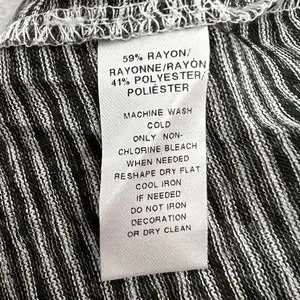 59% RAYON/
RAYONNE/RAYÓN
41% POLYESTER/
POLIÉSTER
MACHINE WASH
COLD
ONLY NON-
CHLORINE BLEACH
WHEN NEEDED
RESHAPE DRY FLAT
COOL IRON
IF NEEDED
DO NOT IRON
DECORATION
OR DRY CLEAN